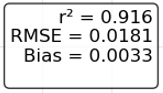 r² = 0.916
RMSE = 0.0181
Bias = 0.0033